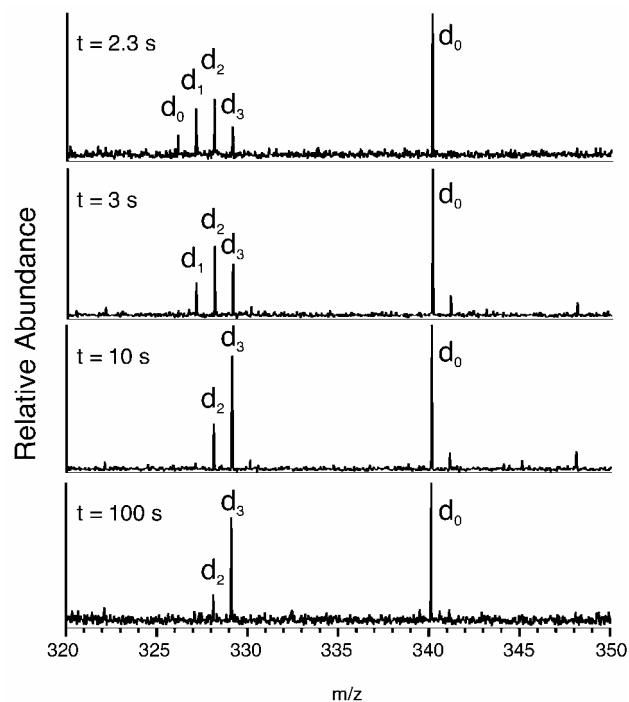 t = 2.3 s
d₀
d₁
d₂
d₃
d₀
t = 3 s
d₁
d₂
d₃
d₀
t = 10 s
d₂
d₃
d₀
t = 100 s
d₂
d₃
d₀
Relative Abundance
320 325 330 335 340 345 350
m/z